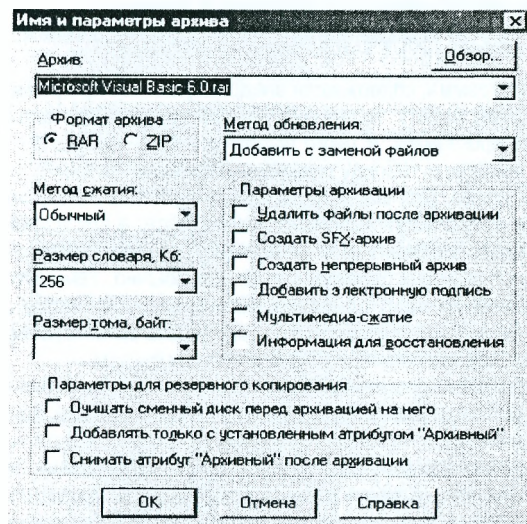 Имя и параметры архива
Архив:
Обзор...
Microsoft Visual Basic 6.0.rar
Формат архива
RAR ZIP
Метод обновления:
Добавить с заменой файлов
Метод сжатия:
Обычный
Размер словаря, Кб:
256
Размер тома, байт:
Параметры архивации
Удалить файлы после архивации
Создать SFX-архив
Создать непрерывный архив
Добавить электронную подпись
Мультимедиа-сжатие
Информация для восстановления
Параметры для резервного копирования
Очищать сменный диск перед архивацией на него
Добавлять только с установленным атрибутом "Архивный"
Снимать атрибут "Архивный" после архивации
OK Отмена Справка